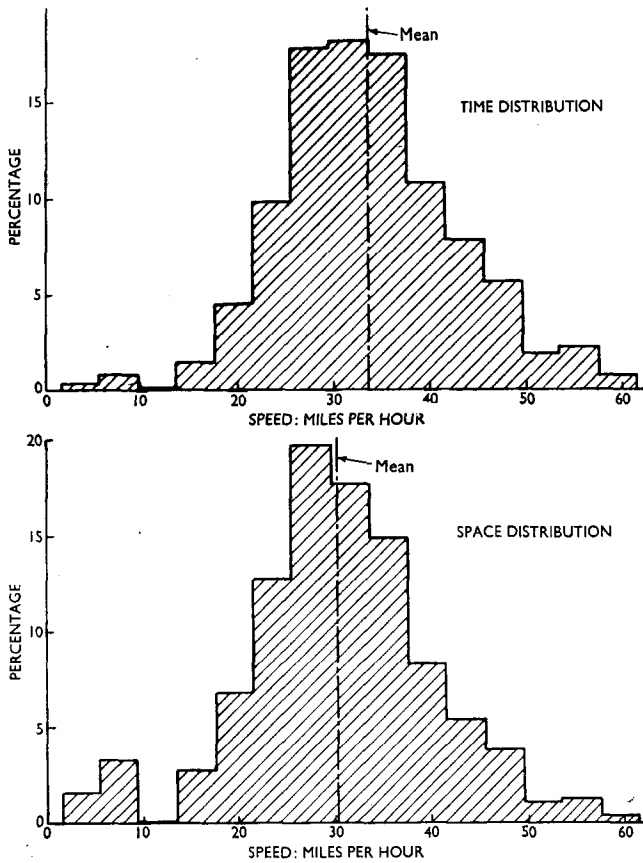 Mean
TIME DISTRIBUTION
PERCENTAGE
15
10
5
0
0 10 20 30 40 50 60
SPEED: MILES PER HOUR
Mean
SPACE DISTRIBUTION
PERCENTAGE
20
15
10
5
0
0 10 20 30 40 50 60
SPEED: MILES PER HOUR